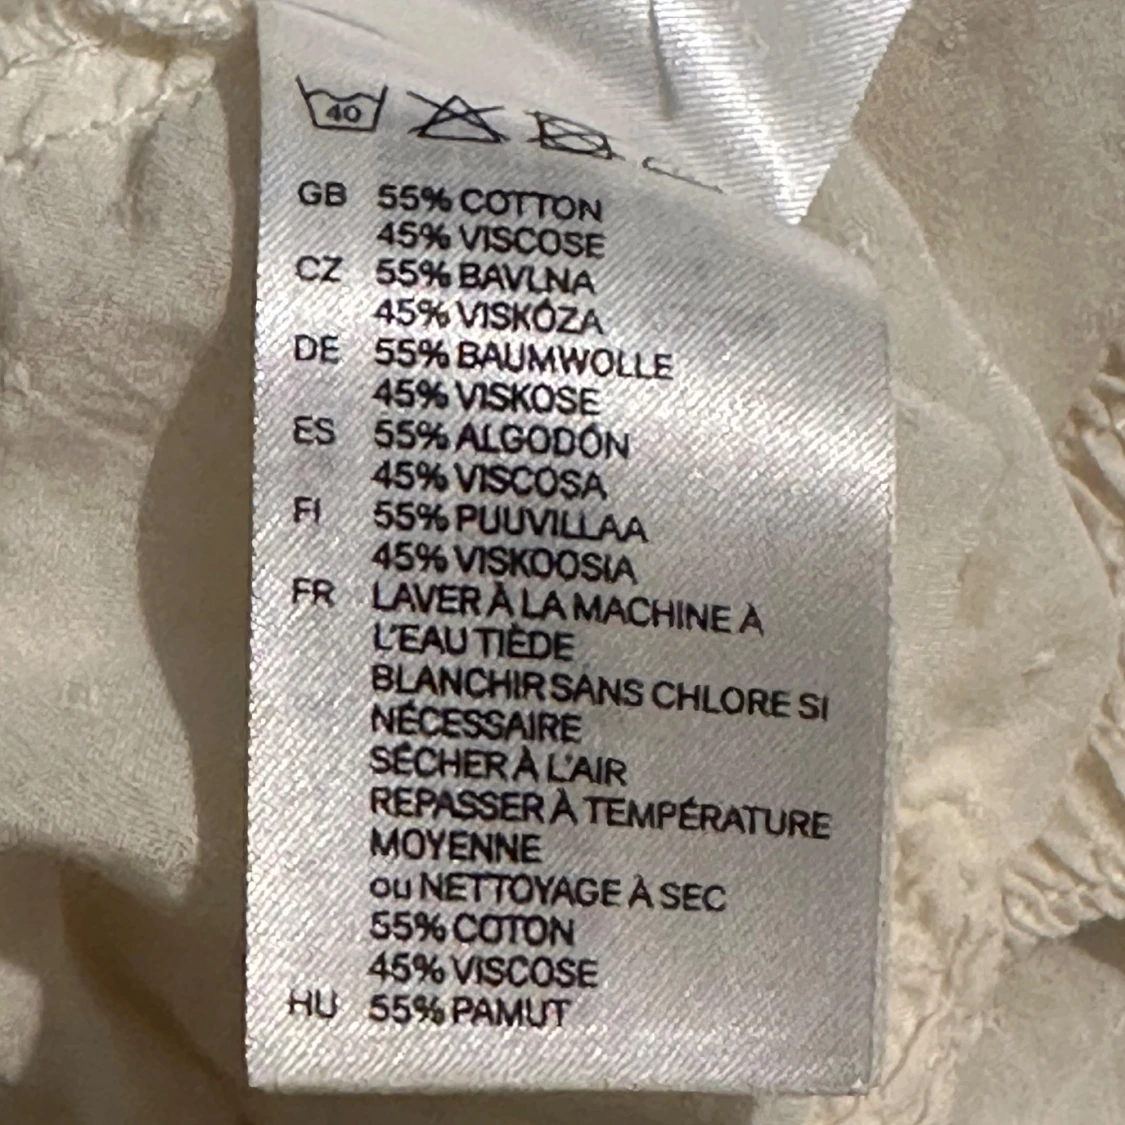 40
GB 55% COTTON
45% VISCOSE
CZ 55% BAVLNA
45% VISKÓZA
DE 55% BAUMWOLLE
45% VISKOSE
ES 55% ALGODÓN
45% VISCOSA
FI 55% PUUVILLAA
45% VISKOOSIA
FR LAVER À LA MACHINE À
L'EAU TIÈDE
BLANCHIR SANS CHLORE SI
NÉCESSAIRE
SÉCHER À L'AIR
REPASSER À TEMPÉRATURE
MOYENNE
ou NETTOYAGE À SEC
55% COTON
45% VISCOSE
HU 55% PAMUT